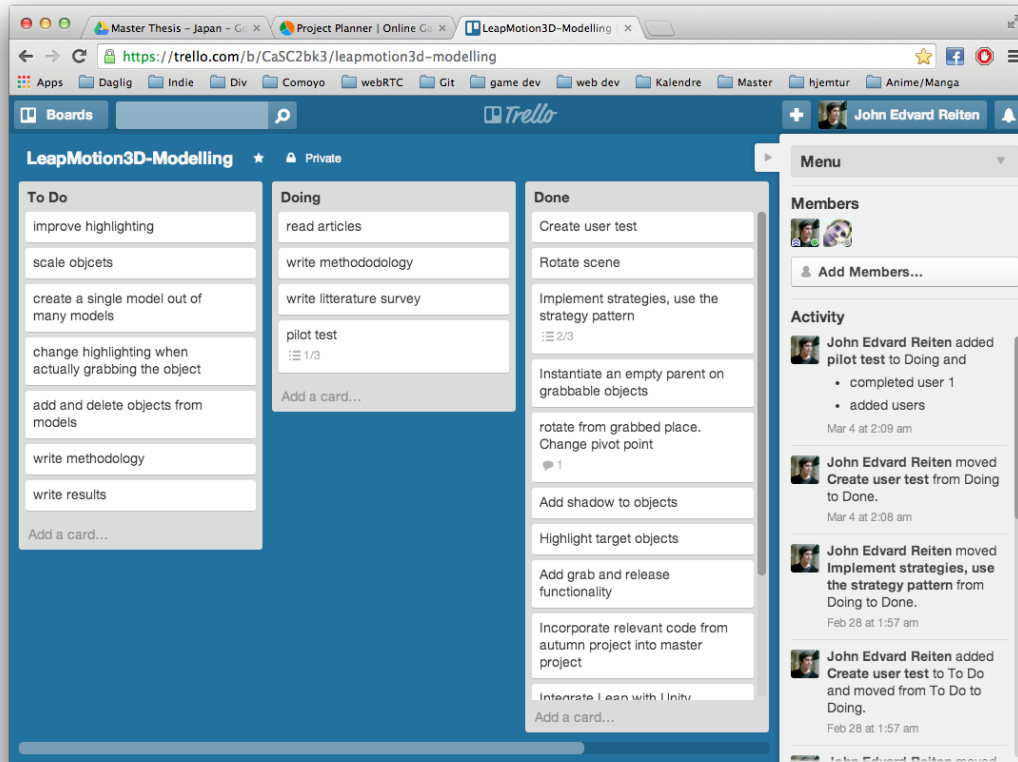 Master Thesis - Japan - Go
Project Planner | Online Ga
LeapMotion3D-Modelling |
https://trello.com/b/CaSC2bk3/leapmotion3d-modelling
Apps Daglig Indie Div Comoyo webRTC Git game dev web dev Kalendre Master hjemtur Anime/Manga
Boards
Trello
John Edvard Reiten
LeapMotion3D-Modelling
Private
To Do
improve highlighting
scale objcets
create a single model out of
many models
change highlighting when
actually grabbing the object
add and delete objects from
models
write methodology
write results
Add a card...
Doing
read articles
write methododology
write litterature survey
pilot test
1/3
Add a card...
Done
Create user test
Rotate scene
Implement strategies, use the
strategy pattern
2/3
Instantiate an empty parent on
grabbable objects
rotate from grabbed place.
Change pivot point
1
Add shadow to objects
Highlight target objects
Add grab and release
functionality
Incorporate relevant code from
autumn project into master
project
Integrate Leap with Unity
Add a card...
Menu
Members
Add Members...
Activity
John Edvard Reiten added
pilot test to Doing and
• completed user 1
• added users
Mar 4 at 2:09 am
John Edvard Reiten moved
Create user test from Doing
to Done.
Mar 4 at 2:08 am
John Edvard Reiten moved
Implement strategies, use
the strategy pattern from
Doing to Done.
Feb 28 at 1:57 am
John Edvard Reiten added
Create user test to To Do
and moved from To Do to
Doing.
Feb 28 at 1:57 am
John Edvard Reiten moved